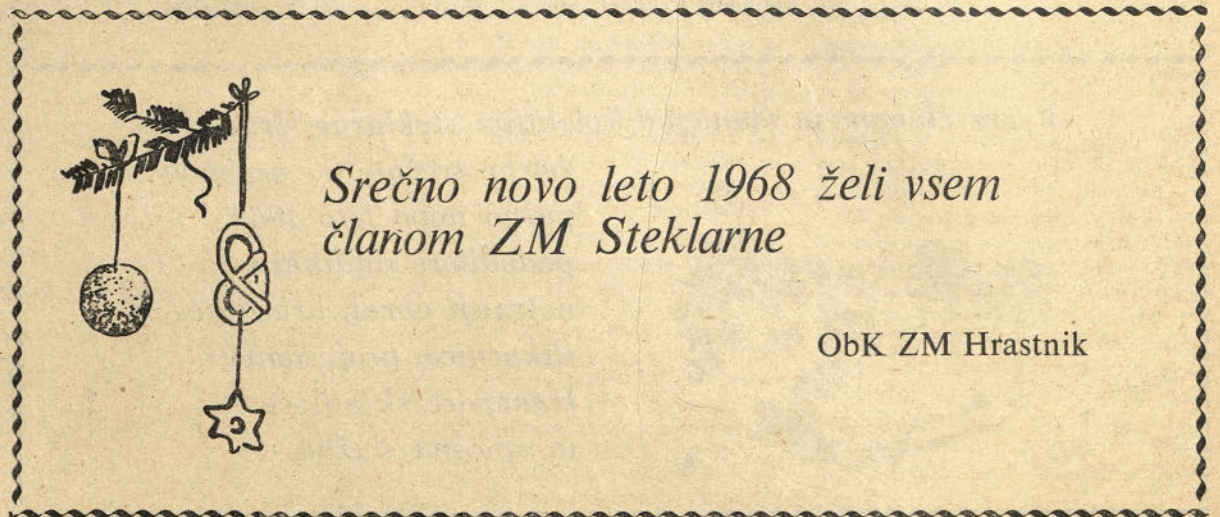 Srečno novo leto 1968 želi vsem
članom ZM Steklarne
ObK ZM Hrastnik